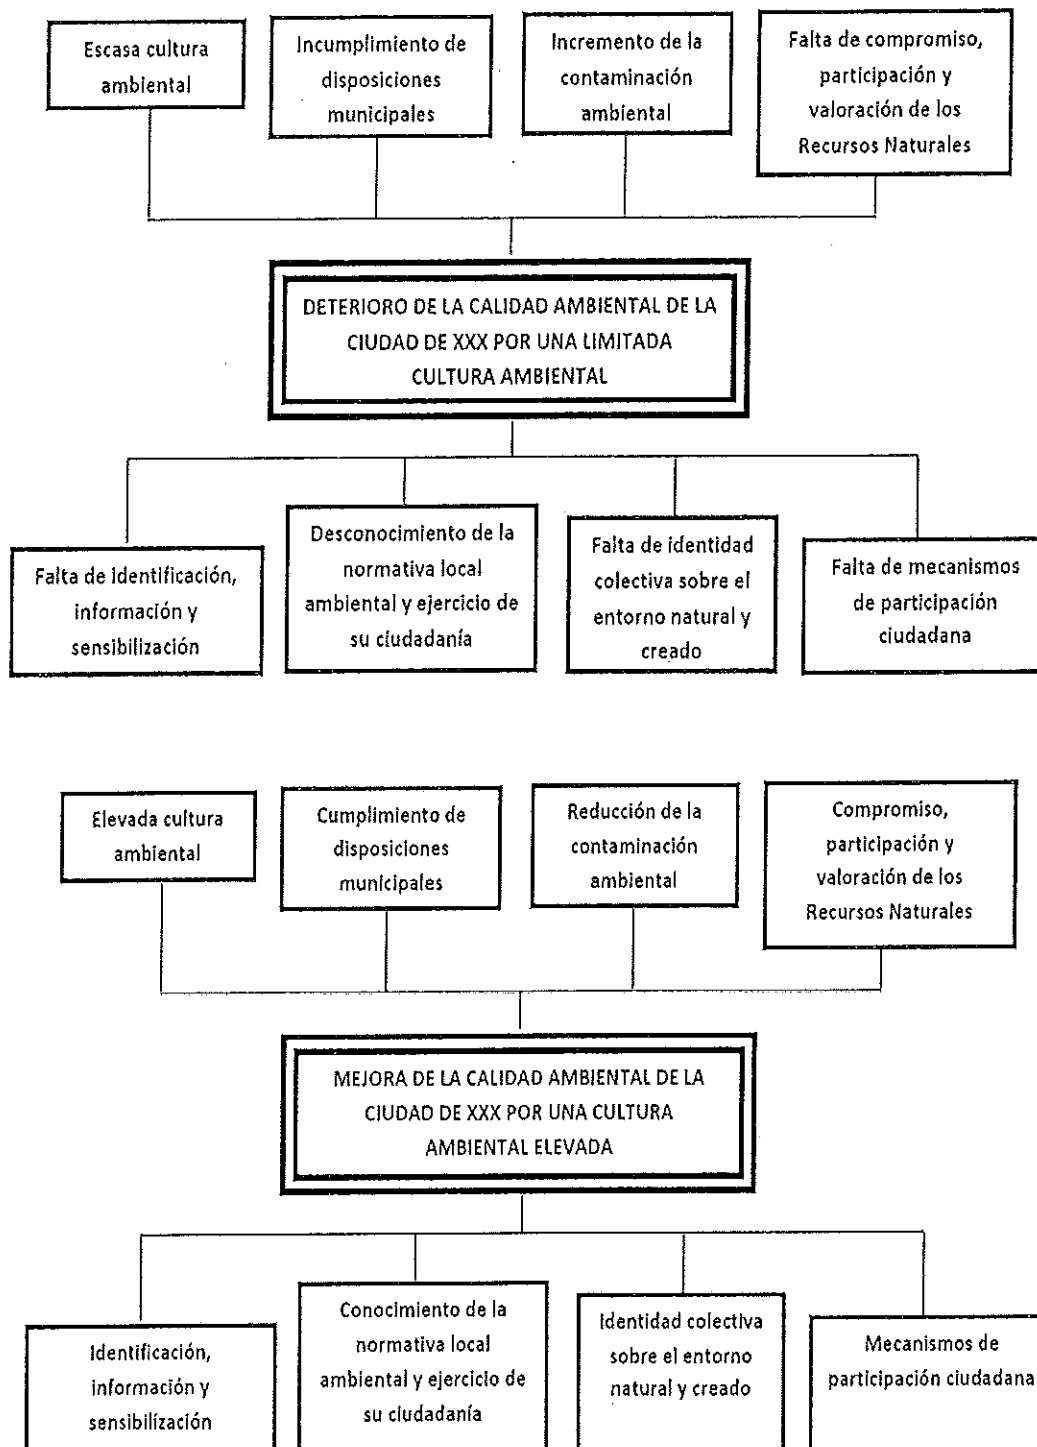 Escasa cultura
ambiental
Incumplimiento de
disposiciones
municipales
Incremento de la
contaminación
ambiental
Falta de compromiso,
participación y
valoración de los
Recursos Naturales
DETERIORO DE LA CALIDAD AMBIENTAL DE LA
CIUDAD DE XXX POR UNA LIMITADA
CULTURA AMBIENTAL
Falta de identificación,
información y
sensibilización
Desconocimiento de la
normativa local
ambiental y ejercicio de
su ciudadanía
Falta de identidad
colectiva sobre el
entorno natural y
creado
Falta de mecanismos
de participación
ciudadana
Elevada cultura
ambiental
Cumplimiento de
disposiciones
municipales
Reducción de la
contaminación
ambiental
Compromiso,
participación y
valoración de los
Recursos Naturales
MEJORA DE LA CALIDAD AMBIENTAL DE LA
CIUDAD DE XXX POR UNA CULTURA
AMBIENTAL ELEVADA
Identificación,
información y
sensibilización
Conocimiento de la
normativa local
ambiental y ejercicio de
su ciudadanía
Identidad colectiva
sobre el entorno
natural y creado
Mecanismos de
participación ciudadana